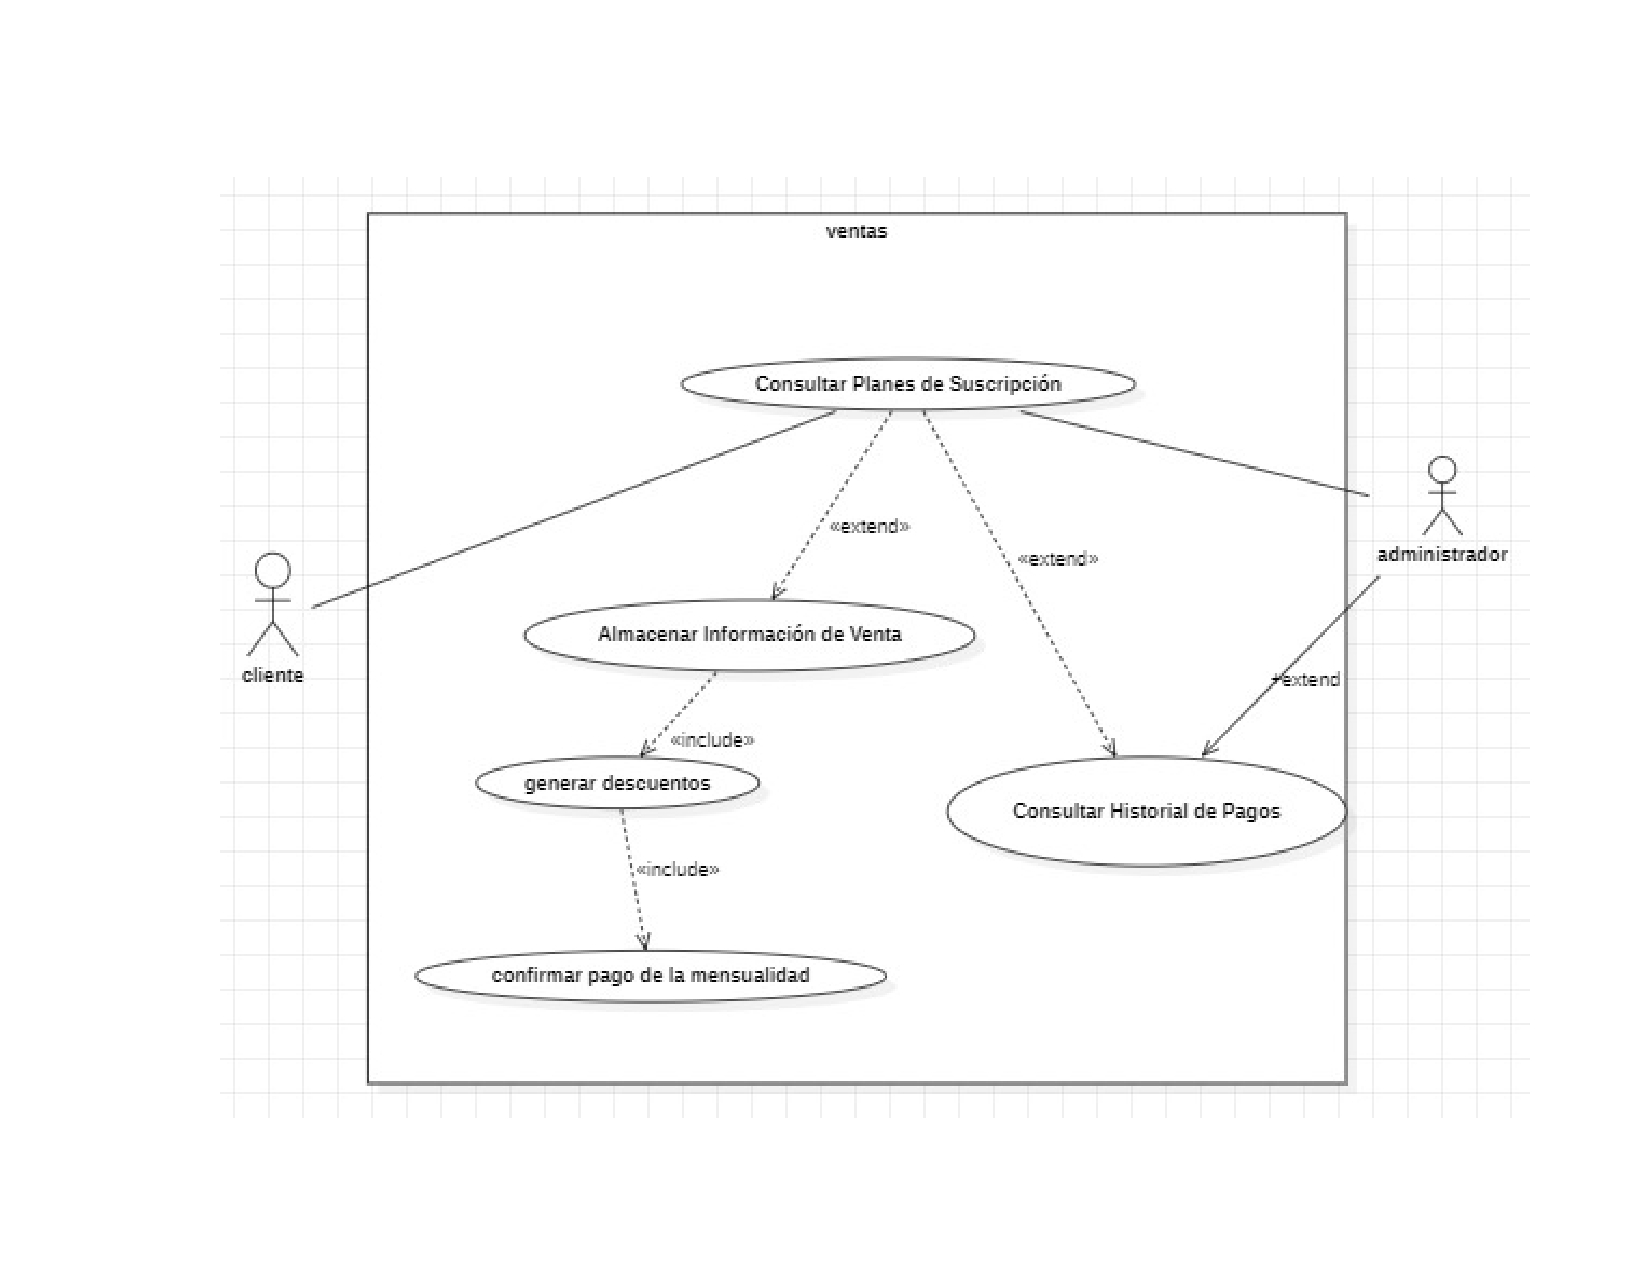 ventas
Consultar Planes de Suscripción
«extend»
«extend»
administrador
cliente
Almacenar Información de Venta
+extend
«include»
generar descuentos
Consultar Historial de Pagos
«include»
confirmar pago de la mensualidad